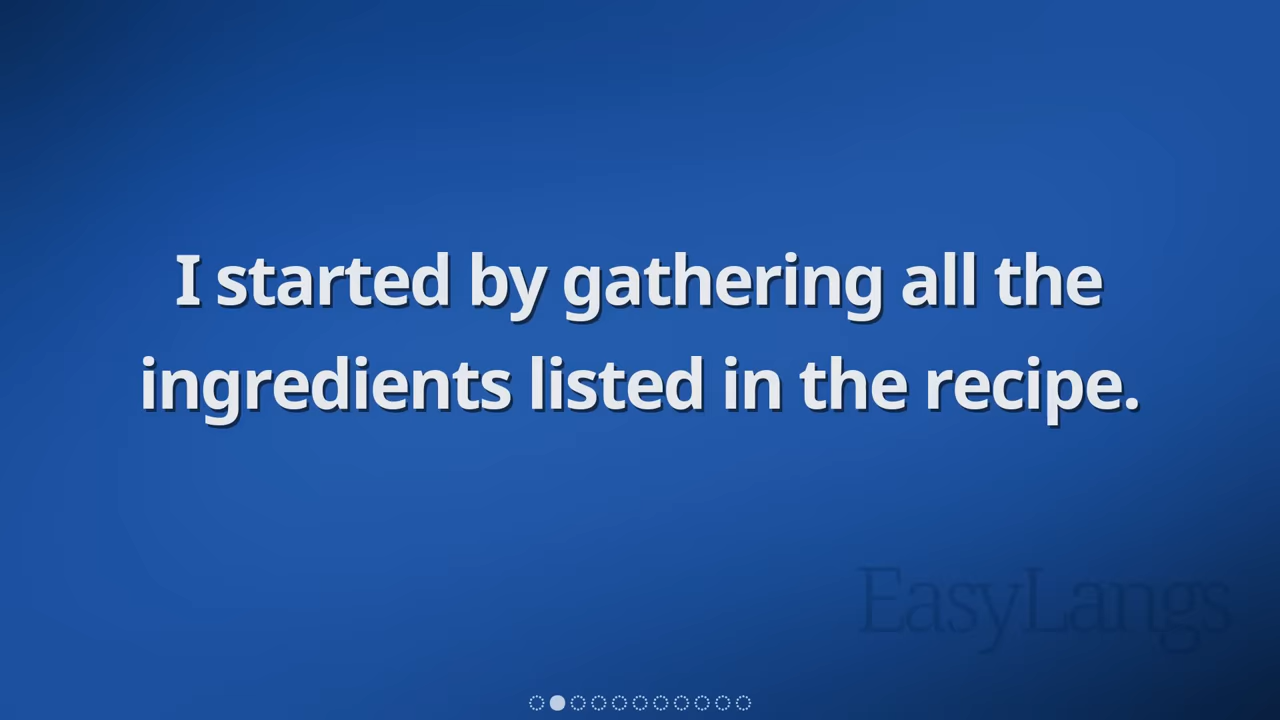 I started by gathering all the
ingredients listed in the recipe.
EasyLangs